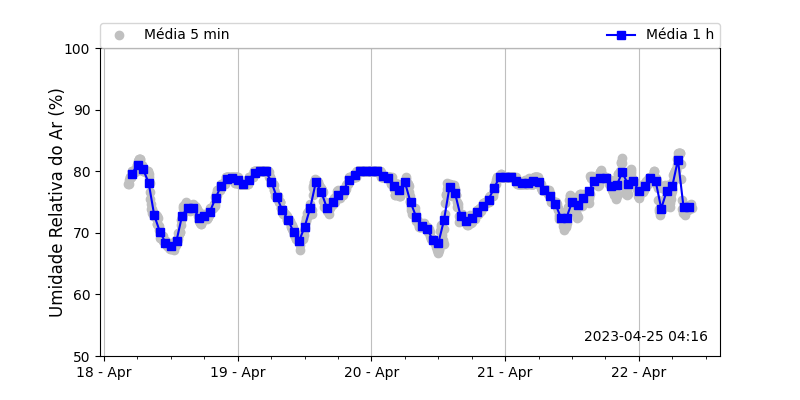 Média 5 min
Média 1 h
Umidade Relativa do Ar (%)
100
90
80
70
60
50
2023-04-25 04:16
18 - Apr
19 - Apr
20 - Apr
21 - Apr
22 - Apr